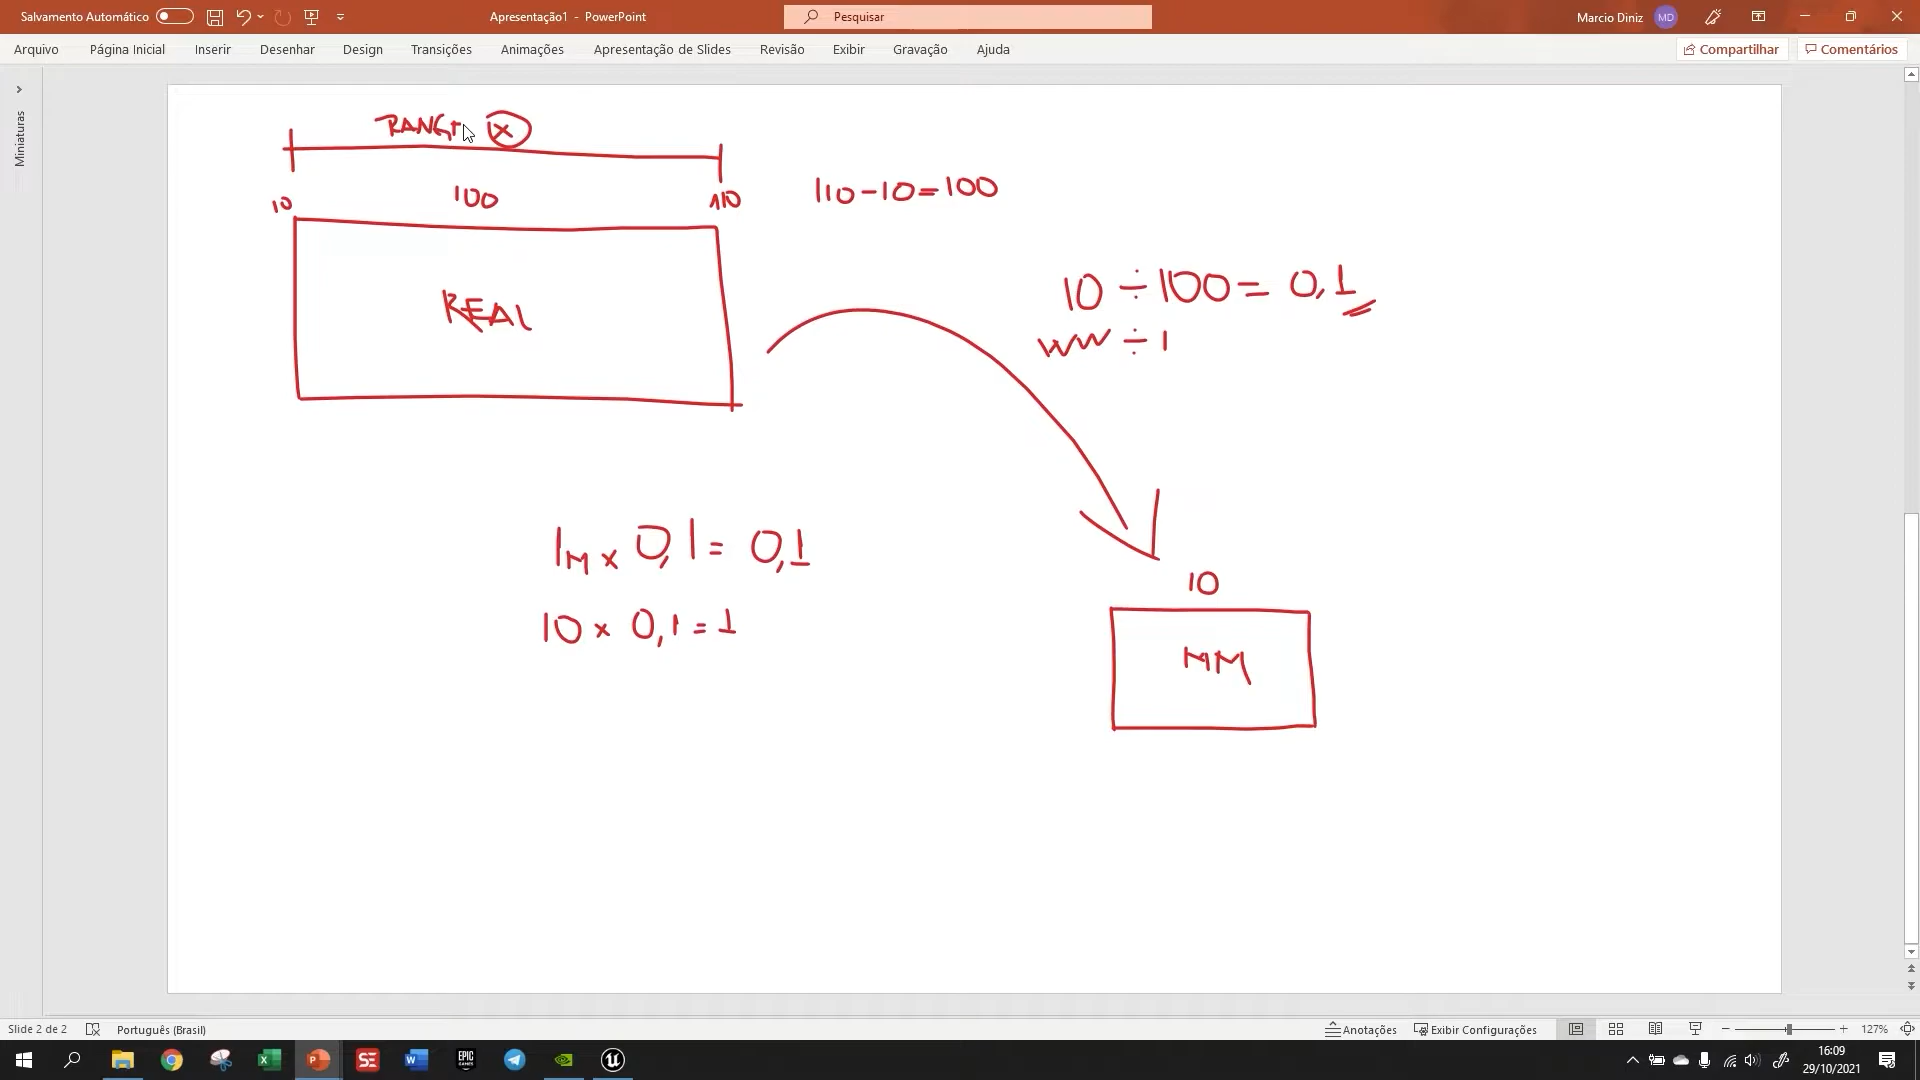 Salvamento Automático
Apresentação1 - PowerPoint
Pesquisar
Marcio Diniz
MD
Arquivo
Página Inicial
Inserir
Desenhar
Design
Transições
Animações
Apresentação de Slides
Revisão
Exibir
Gravação
Ajuda
Compartilhar
Comentários
Miniaturas
X
10
100
110
110-10=100
REAL
10 ÷ 100 = 0,1
1M x 0,1 = 0,1
10 x 0,1 = 1
10
MM
Slide 2 de 2
Português (Brasil)
Anotações
Exibir Configurações
127%
SE
EPIC GAMES
16:09
29/10/2021